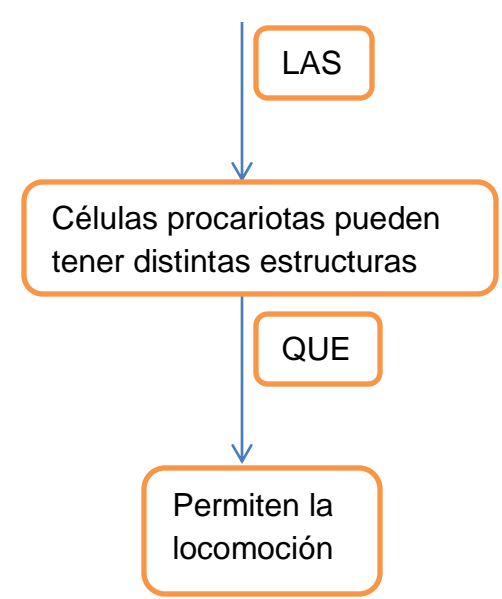 LAS
Células procariotas pueden
tener distintas estructuras
QUE
Permiten la
locomoción